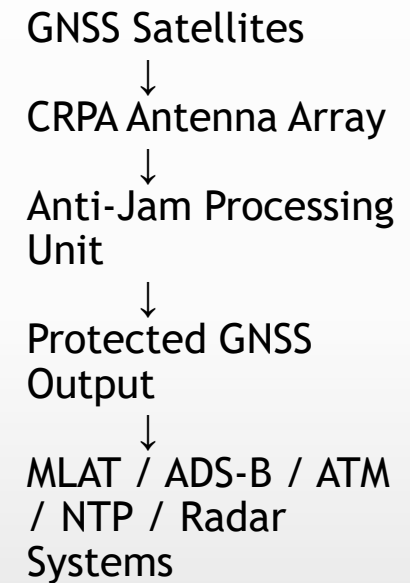 GNSS Satellites
↓
CRPA Antenna Array
↓
Anti-Jam Processing
Unit
↓
Protected GNSS
Output
↓
MLAT / ADS-B / ATM
/ NTP / Radar
Systems